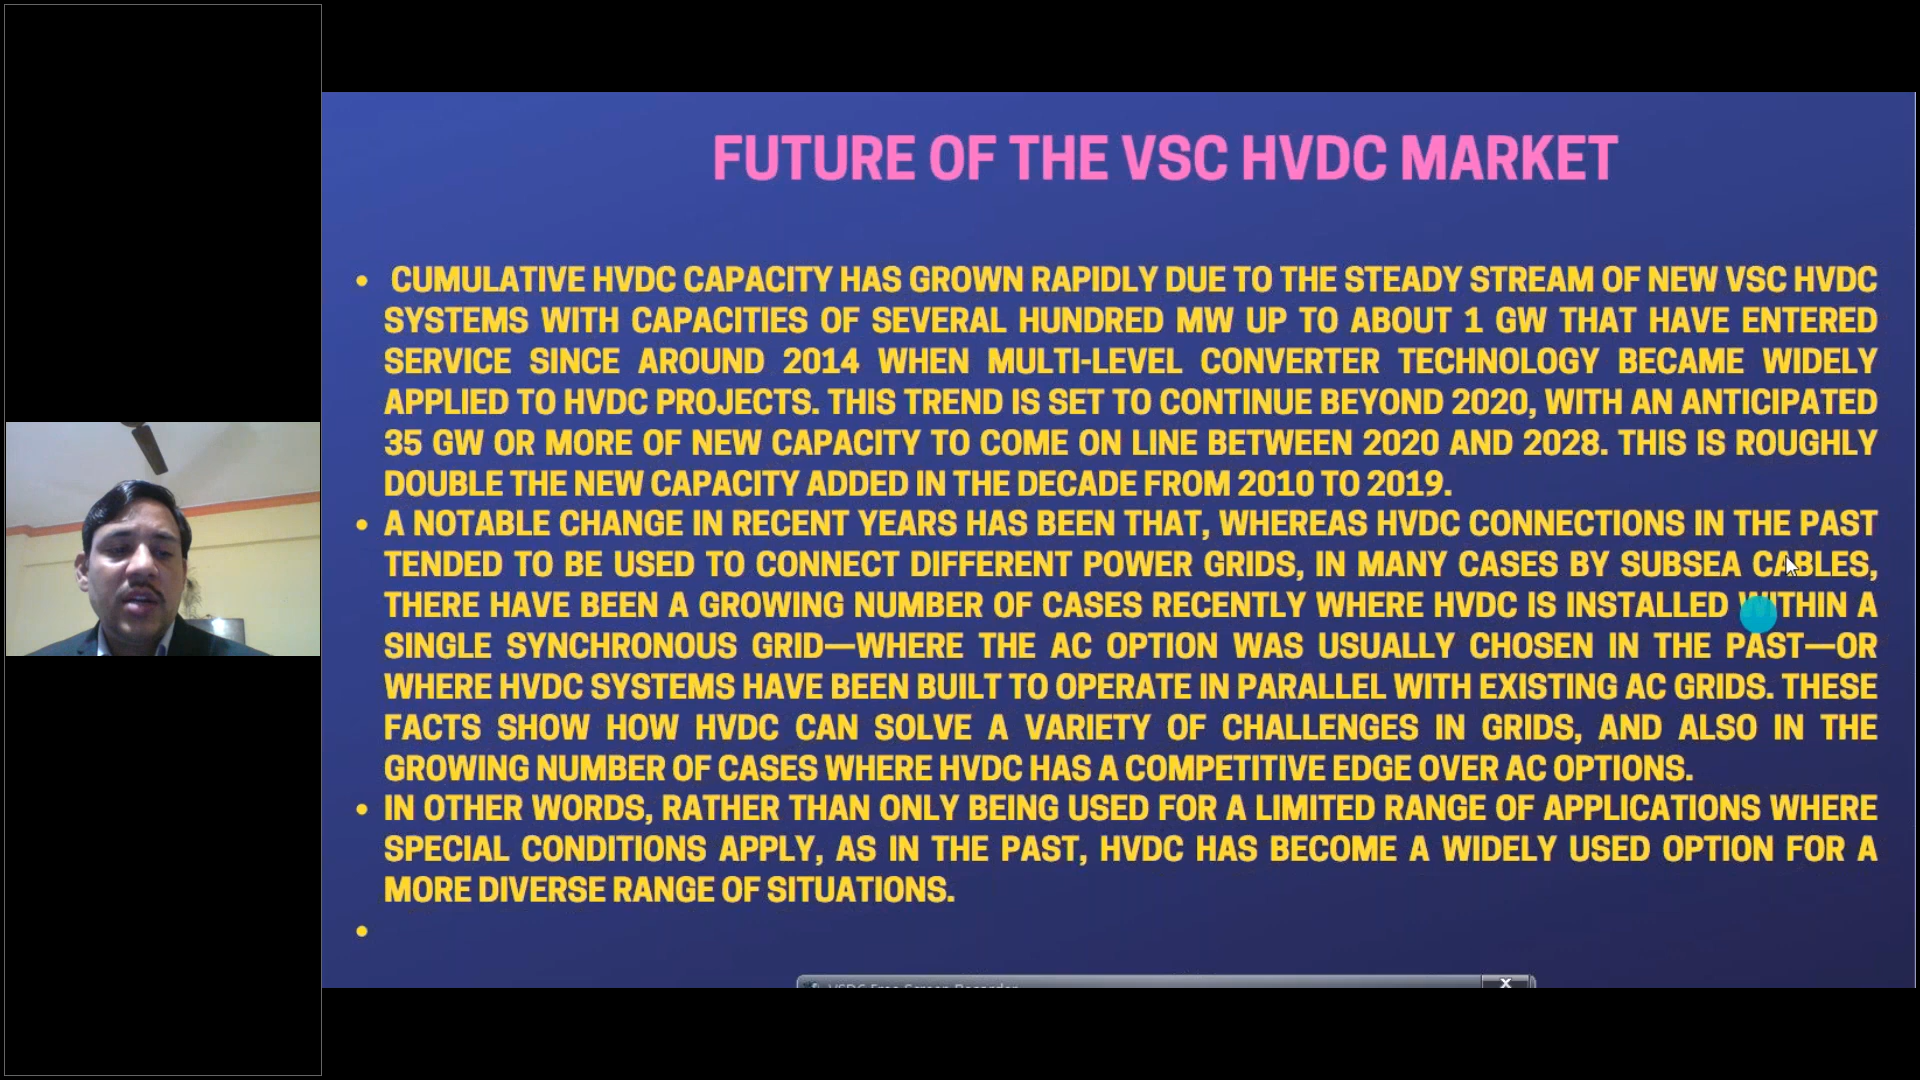 FUTURE OF THE VSC HVDC MARKET
CUMULATIVE HVDC CAPACITY HAS GROWN RAPIDLY DUE TO THE STEADY STREAM OF NEW VSC HVDC
SYSTEMS WITH CAPACITIES OF SEVERAL HUNDRED MW UP TO ABOUT 1 GW THAT HAVE ENTERED
SERVICE SINCE AROUND 2014 WHEN MULTI-LEVEL CONVERTER TECHNOLOGY BECAME WIDELY
APPLIED TO HVDC PROJECTS. THIS TREND IS SET TO CONTINUE BEYOND 2020, WITH AN ANTICIPATED
35 GW OR MORE OF NEW CAPACITY TO COME ON LINE BETWEEN 2020 AND 2028. THIS IS ROUGHLY
DOUBLE THE NEW CAPACITY ADDED IN THE DECADE FROM 2010 TO 2019.
A NOTABLE CHANGE IN RECENT YEARS HAS BEEN THAT, WHEREAS HVDC CONNECTIONS IN THE PAST
TENDED TO BE USED TO CONNECT DIFFERENT POWER GRIDS, IN MANY CASES BY SUBSEA CABLES,
THERE HAVE BEEN A GROWING NUMBER OF CASES RECENTLY WHERE HVDC IS INSTALLED WITHIN A
SINGLE SYNCHRONOUS GRID—WHERE THE AC OPTION WAS USUALLY CHOSEN IN THE PAST—OR
WHERE HVDC SYSTEMS HAVE BEEN BUILT TO OPERATE IN PARALLEL WITH EXISTING AC GRIDS. THESE
FACTS SHOW HOW HVDC CAN SOLVE A VARIETY OF CHALLENGES IN GRIDS, AND ALSO IN THE
GROWING NUMBER OF CASES WHERE HVDC HAS A COMPETITIVE EDGE OVER AC OPTIONS.
IN OTHER WORDS, RATHER THAN ONLY BEING USED FOR A LIMITED RANGE OF APPLICATIONS WHERE
SPECIAL CONDITIONS APPLY, AS IN THE PAST, HVDC HAS BECOME A WIDELY USED OPTION FOR A
MORE DIVERSE RANGE OF SITUATIONS.
VSDC Free Screen Recorder